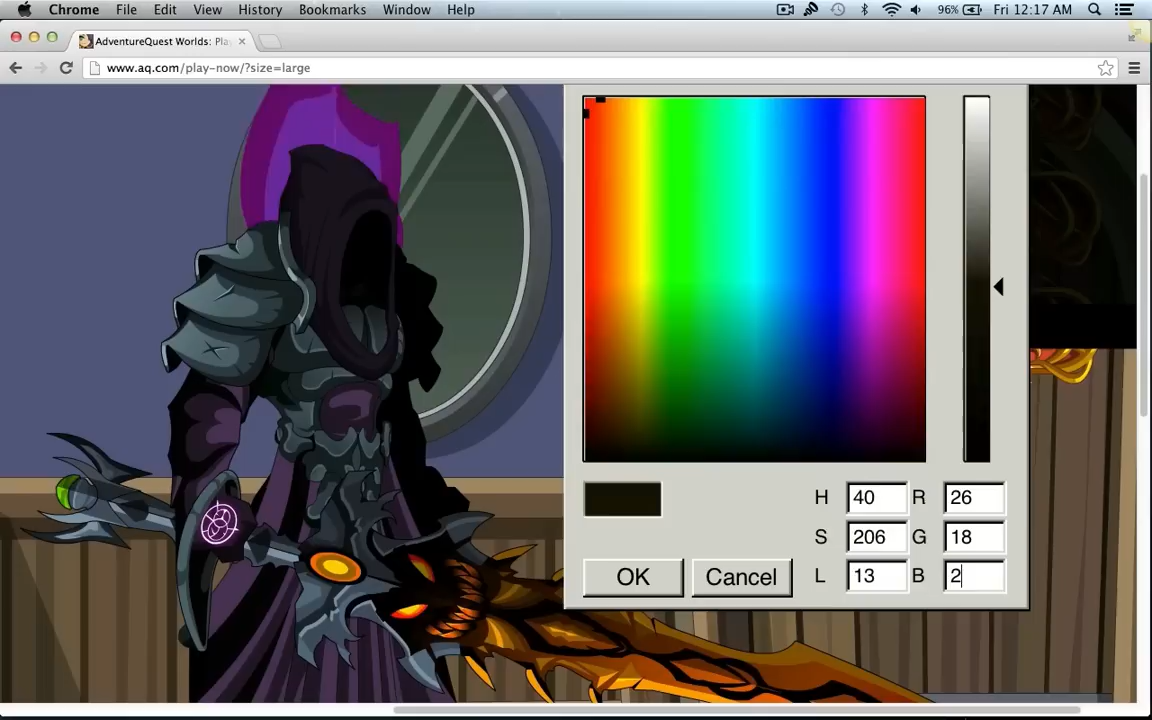 Chrome File Edit View History Bookmarks Window Help 96% Fri 12:17 AM
AdventureQuest Worlds: Pla
www.aq.com/play-now/?size=large
H 40 R 26
S 206 G 18
OK Cancel L 13 B 2